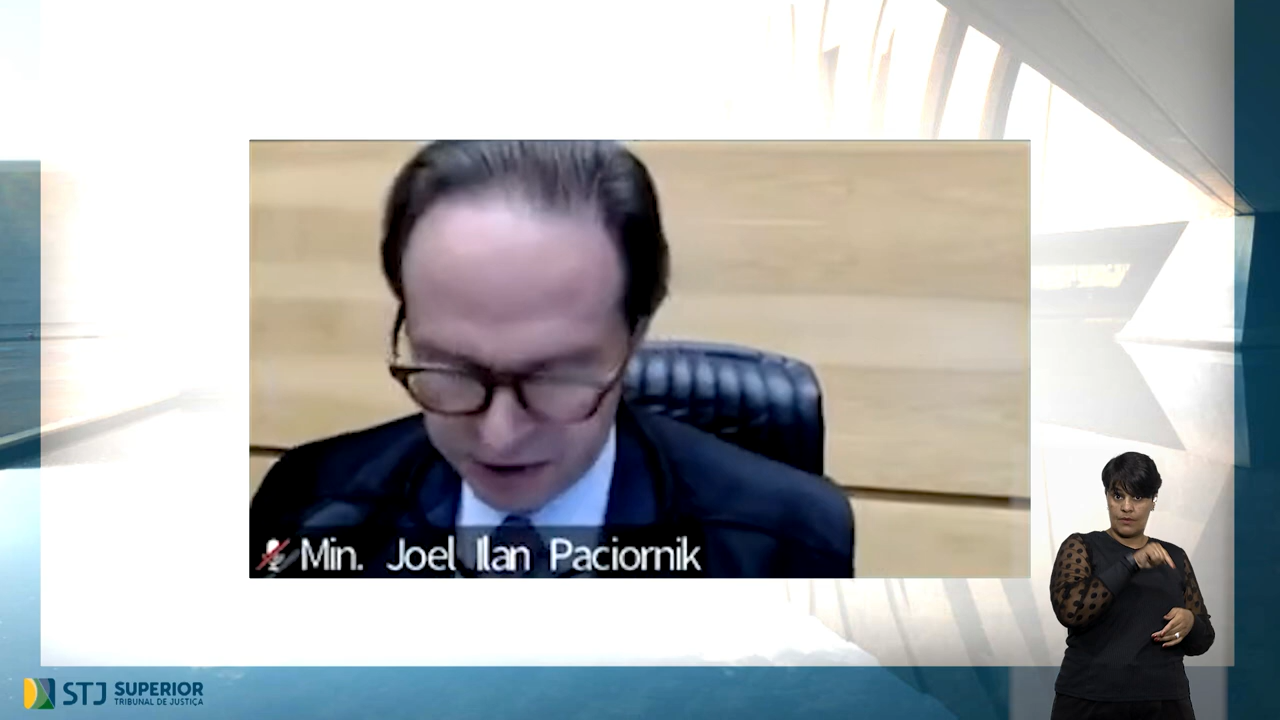 Min. Joel Ilan Paciornik
STJ SUPERIOR
TRIBUNAL DE JUSTIÇA